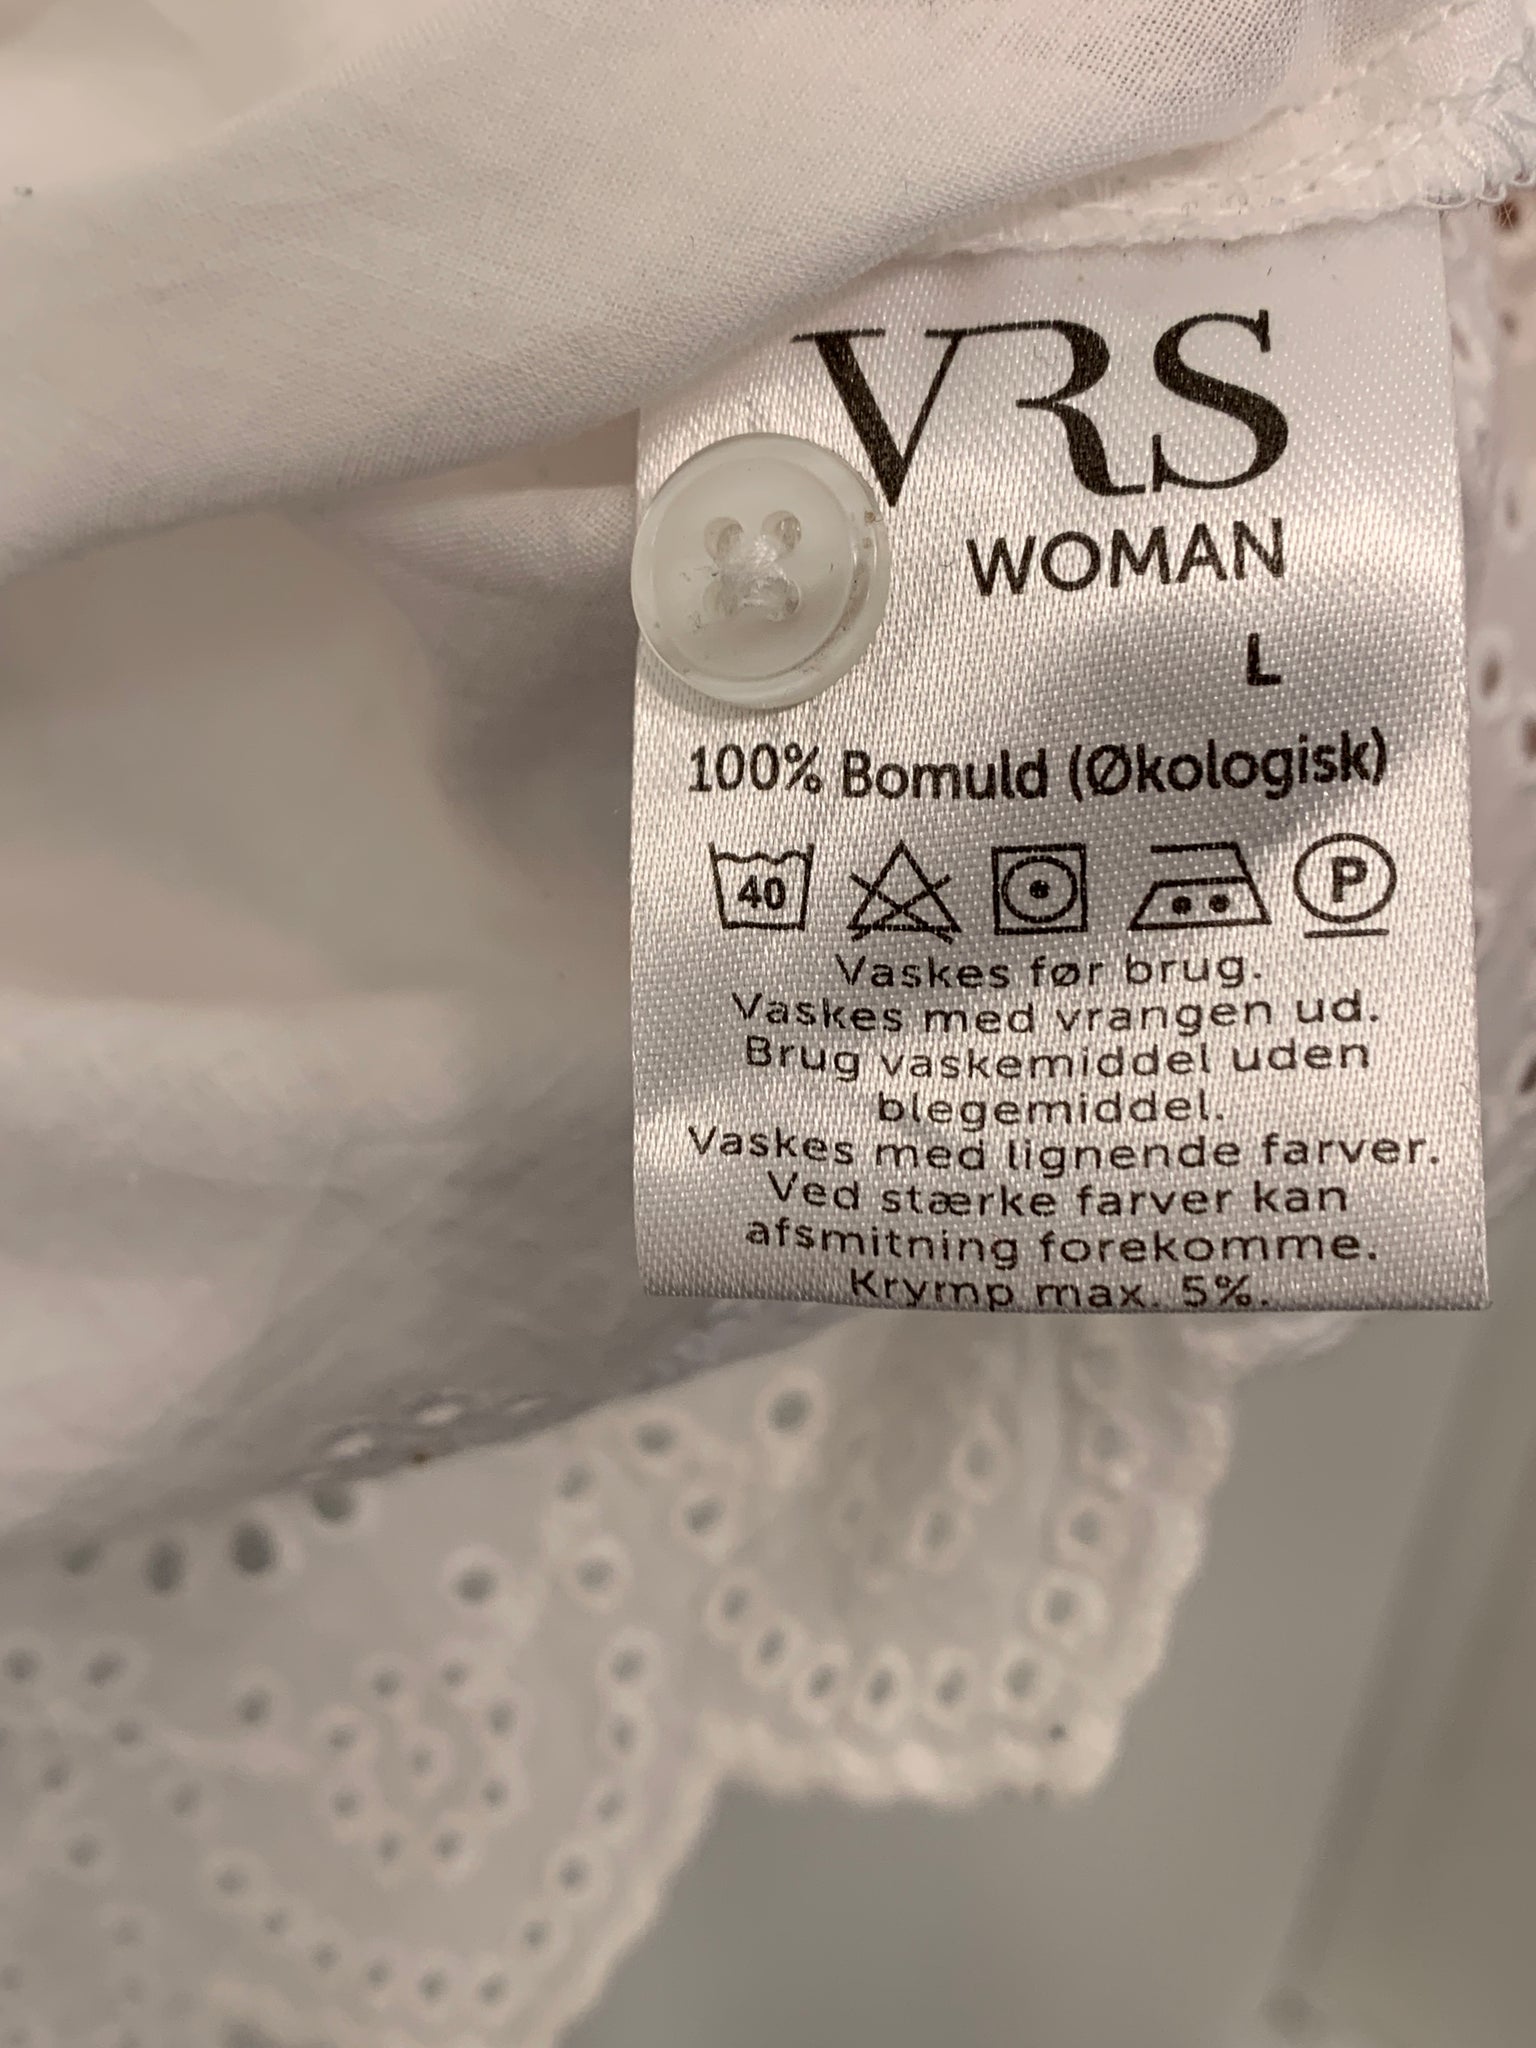 VRS
WOMAN
L
100% Bomuld (Økologisk)
40 P
Vaskes før brug.
Vaskes med vrangen ud.
Brug vaskemiddel uden
blegemiddel.
Vaskes med lignende farver.
Ved stærke farver kan
afsmitning forekomme.
Krymp max. 5%.